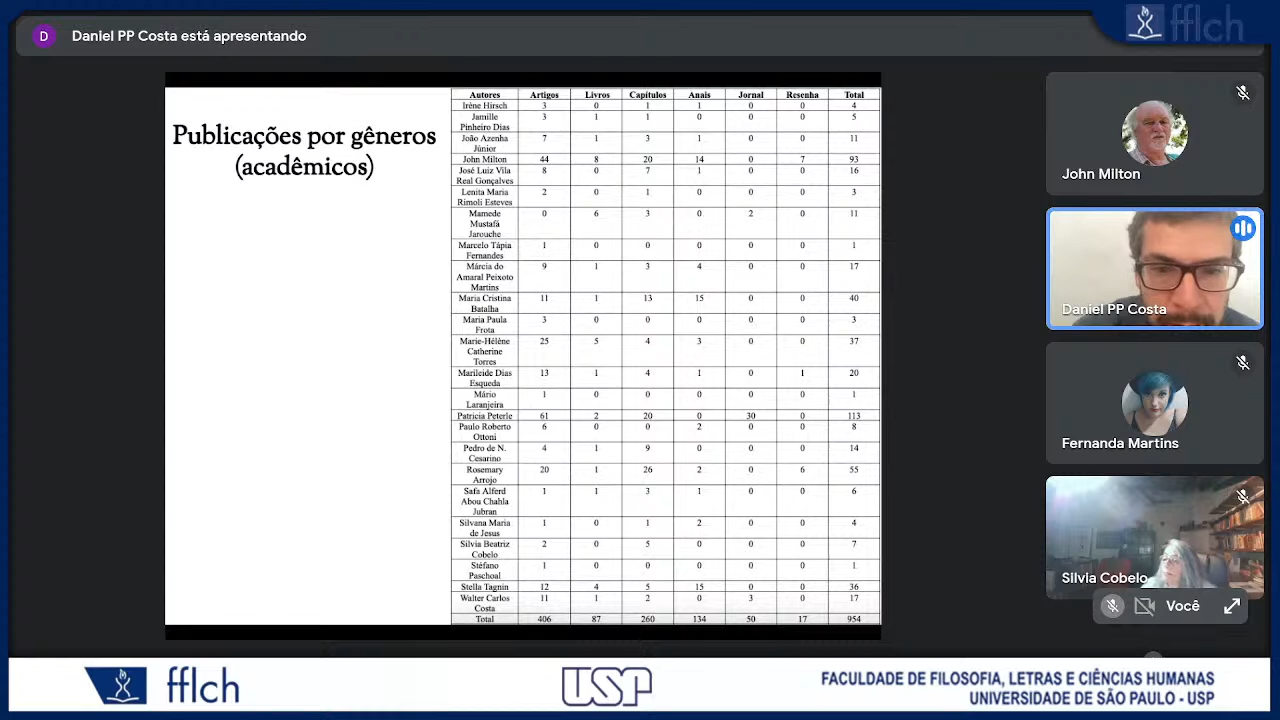 fflch
D
Daniel PP Costa está apresentando
Publicações por gêneros
(acadêmicos)
Autores Artigos Livros Capítulos Anais Jornal Resenha Total
Irène Hirsch 3 0 1 1 0 0 4
Jamille
Pinheiro Dias 3 1 1 0 0 0 5
João Azenha
Júnior 7 1 3 1 0 0 11
John Milton 44 8 20 14 0 7 93
José Luiz Vila
Real Gonçalves 8 0 7 1 0 0 16
Lenita Maria
Rimoli Esteves 2 0 1 0 0 0 3
Mamede
Mustafá
Jarouche 0 6 3 0 2 0 11
Marcelo Tápia
Fernandes 1 0 0 0 0 0 1
Márcia do
Amaral Peixoto
Martins 9 1 3 4 0 0 17
Maria Cristina
Batalha 11 1 13 15 0 0 40
Maria Paula
Frota 3 0 0 0 0 0 3
Marie-Hélène
Catherine
Torres 25 5 4 3 0 0 37
Marileide Dias
Esqueda 13 1 4 1 0 1 20
Mário
Laranjeira 1 0 0 0 0 0 1
Patricia Peterle 61 2 20 0 30 0 113
Paulo Roberto
Ottoni 6 0 0 2 0 0 8
Pedro de N.
Cesarino 4 1 9 0 0 0 14
Rosemary
Arrojo 20 1 26 2 0 6 55
Safa Alferd
Abou Chahla
Jubran 1 1 3 1 0 0 6
Silvana Maria
de Jesus 1 0 1 2 0 0 4
Silvia Beatriz
Cobelo 2 0 5 0 0 0 7
Stéfano
Paschoal 1 0 0 0 0 0 1
Stella Tagnin 12 4 5 15 0 0 36
Walter Carlos
Costa 11 1 2 0 3 0 17
Total 406 87 260 134 50 17 954
John Milton
Daniel PP Costa
Fernanda Martins
Silvia Cobelo
Você
fflch
USP
FACULDADE DE FILOSOFIA, LETRAS E CIÊNCIAS HUMANAS
UNIVERSIDADE DE SÃO PAULO - USP